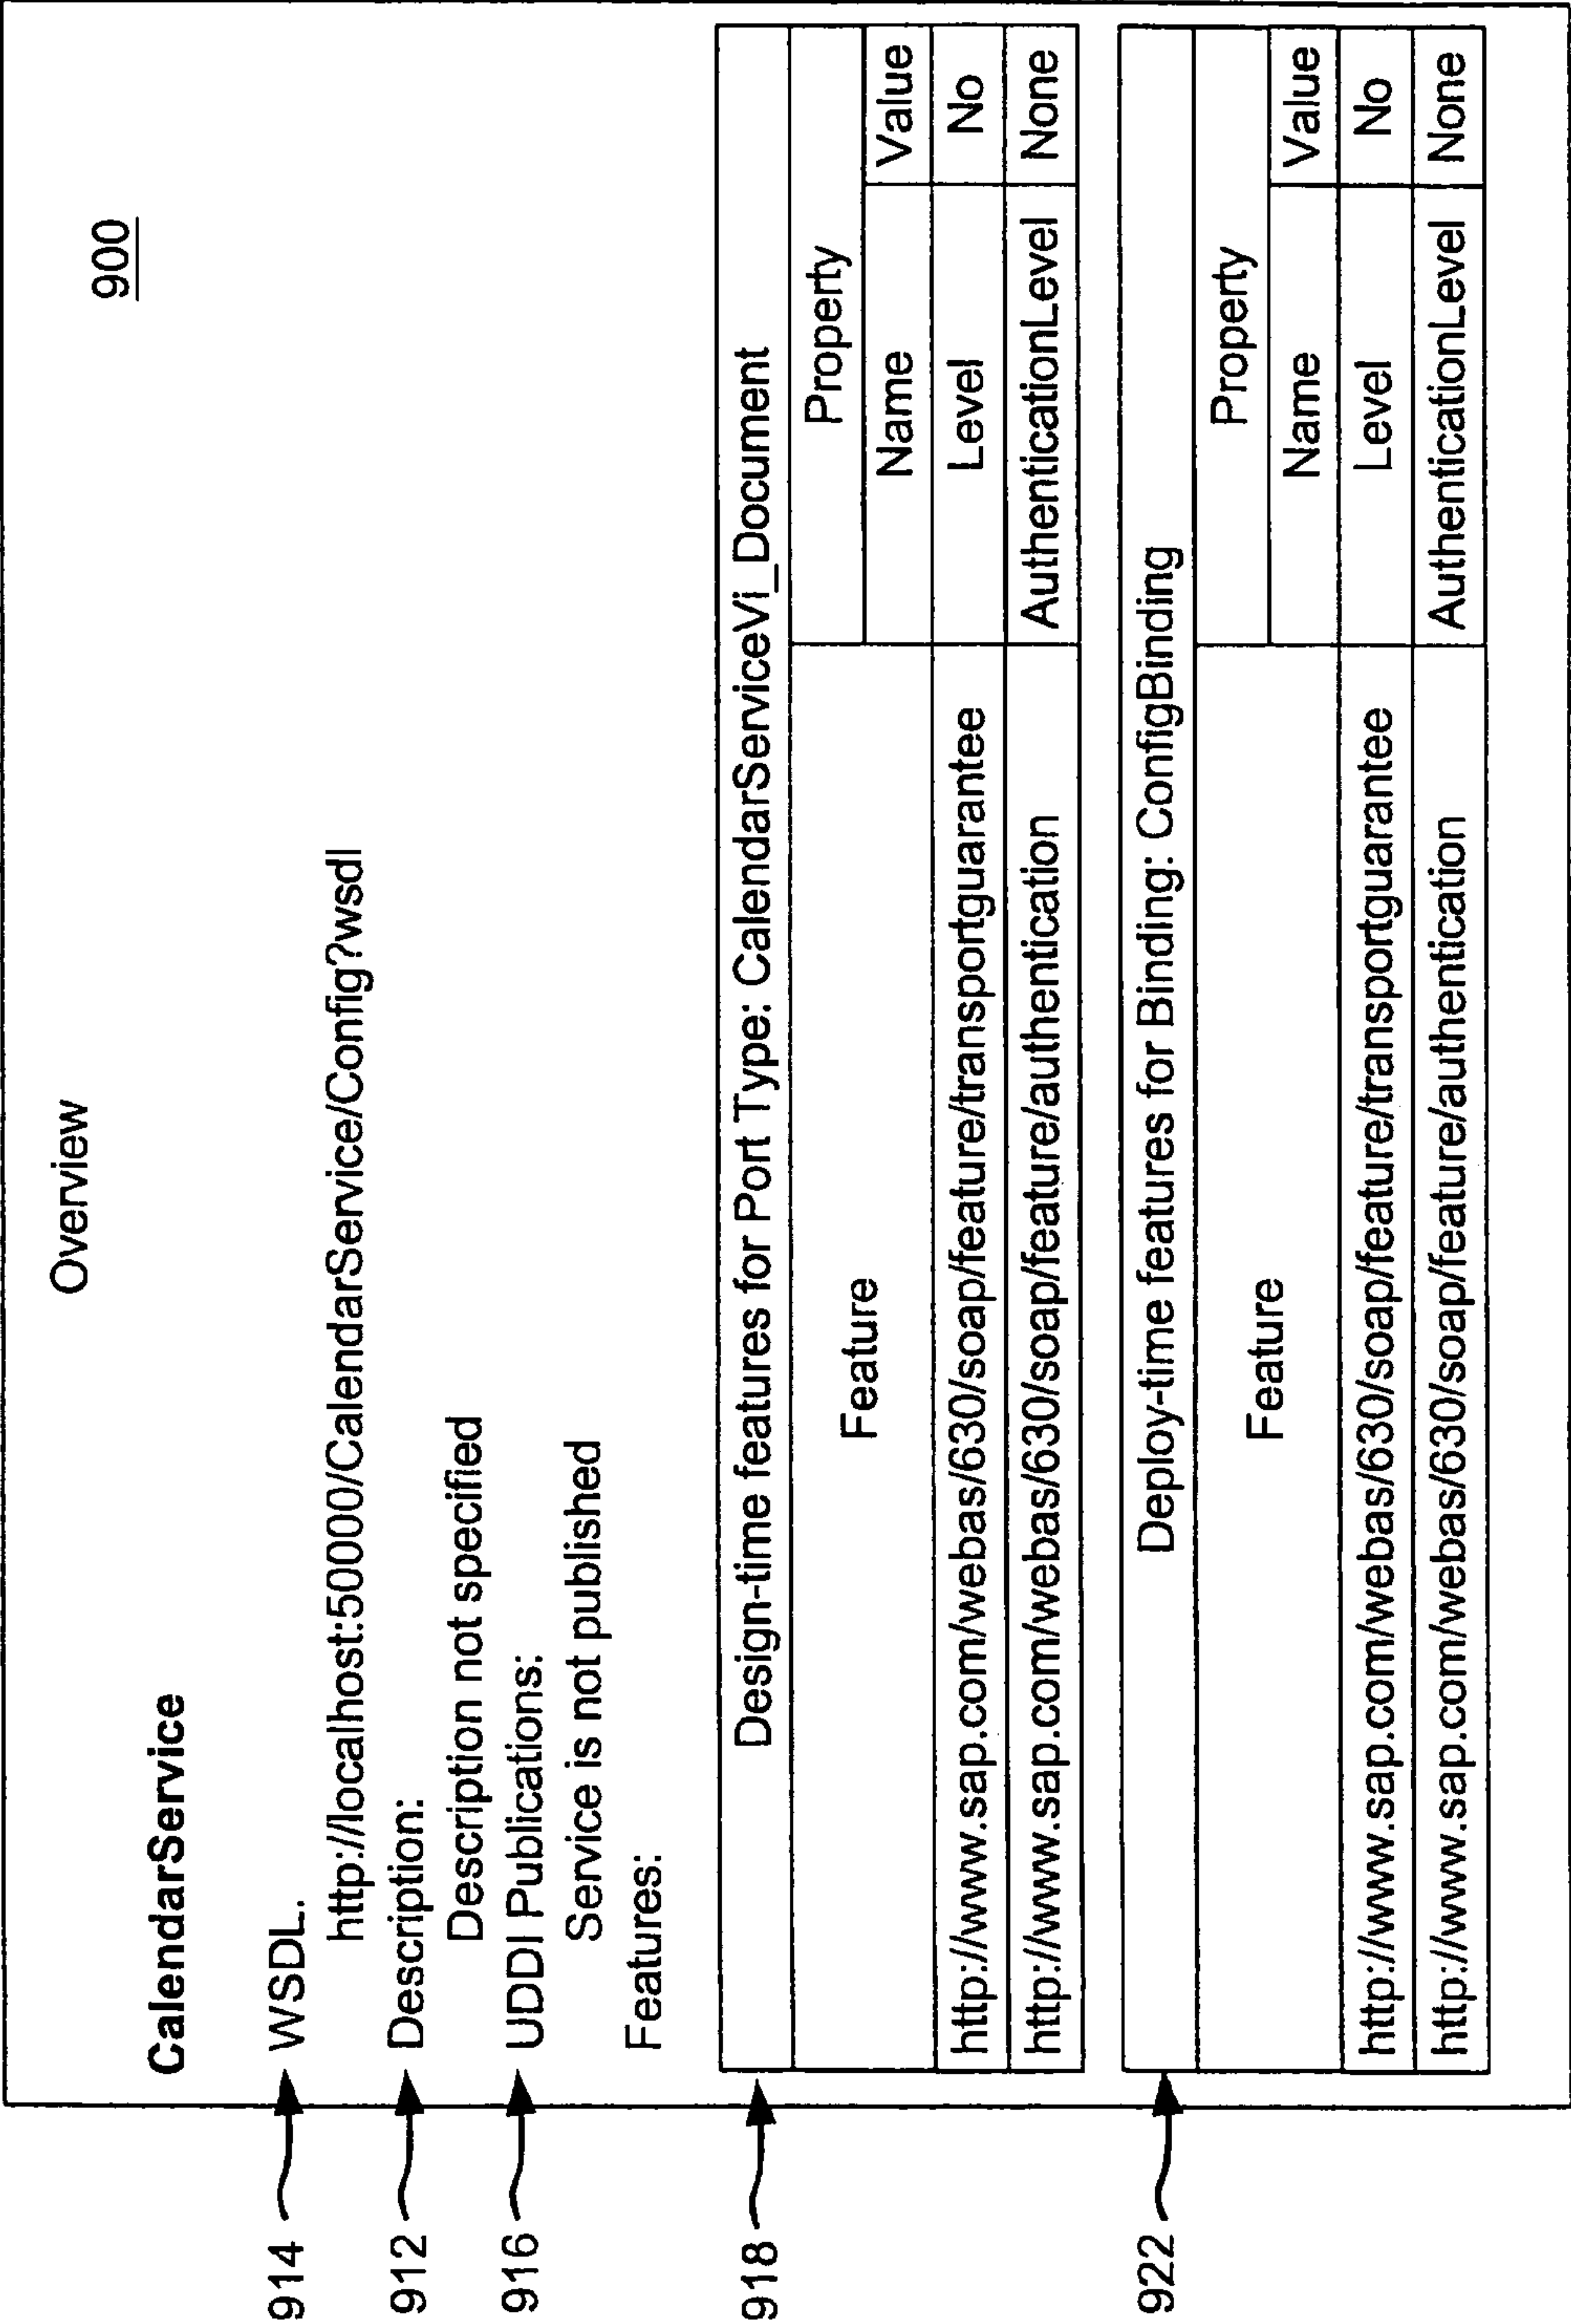 Overview
900
CalendarService
914
WSDL.
http://localhost:50000/CalendarService/Config?wsdl
912
Description:
Description not specified
916
UDDI Publications:
Service is not published
Features:
918
Design-time features for Port Type: CalendarServiceVi_Document
Feature
Property
Name
Value
http://www.sap.com/webas/630/soap/feature/transportguarantee
Level
No
http://www.sap.com/webas/630/soap/feature/authentication
AuthenticationLevel
None
922
Deploy-time features for Binding: ConfigBinding
Feature
Property
Name
Value
http://www.sap.com/webas/630/soap/feature/transportguarantee
Level
No
http://www.sap.com/webas/630/soap/feature/authentication
AuthenticationLevel
None